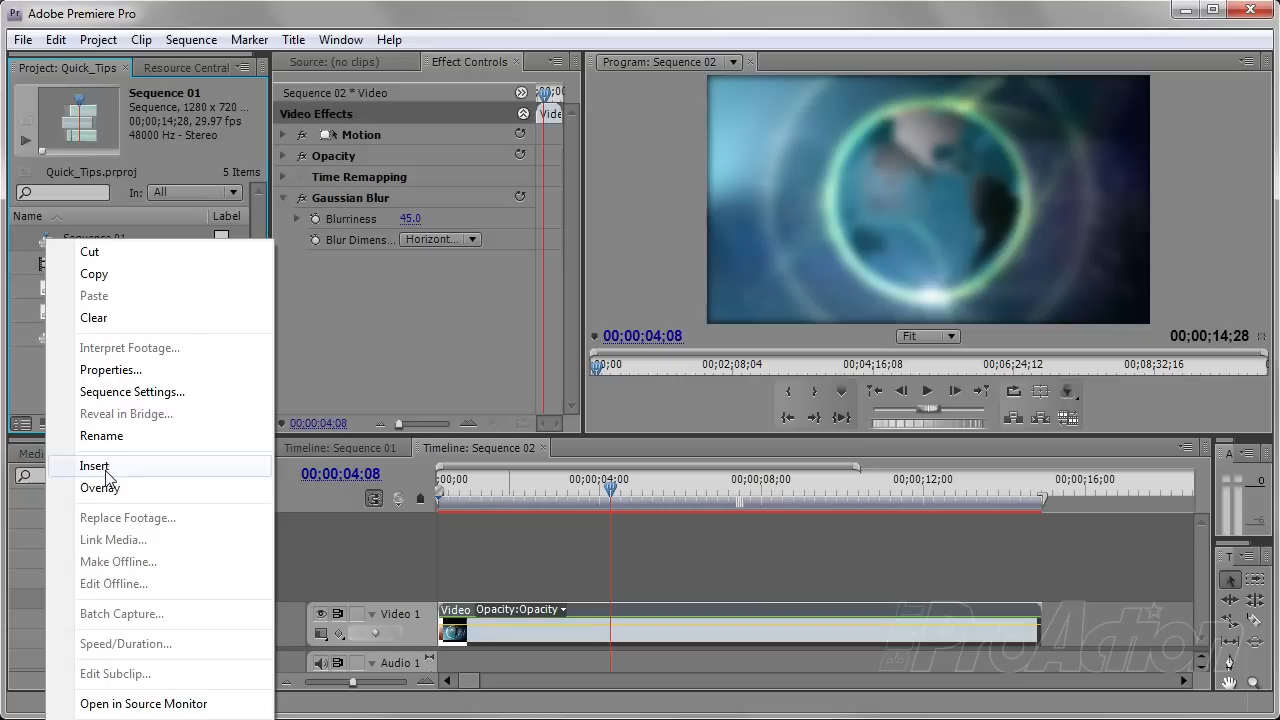 Adobe Premiere Pro
File Edit Project Clip Sequence Marker Title Window Help
Project: Quick_Tips
Resource Central
Sequence 01
Sequence, 1280 x 720 ...
00;00;14;28, 29.97 fps
48000 Hz - Stereo
Quick_Tips.prproj 5 Items
In: All
Name Label
Sequence 01
Cut
Copy
Paste
Clear
Interpret Footage...
Properties...
Sequence Settings...
Reveal in Bridge...
Rename
Insert
Overlay
Replace Footage...
Link Media...
Make Offline...
Edit Offline...
Batch Capture...
Speed/Duration...
Edit Subclip...
Open in Source Monitor
Source: (no clips)
Effect Controls
Sequence 02 * Video
Video Effects
Motion
Opacity
Time Remapping
Gaussian Blur
Blurriness 45.0
Blur Dimens... Horizont...
00;00;04;08
Program: Sequence 02
00;00;04;08 Fit 00;00;14;28
00;00 00;02;08;04 00;04;16;08 00;06;24;12 00;08;32;16
Timeline: Sequence 01
Timeline: Sequence 02
00;00;04;08
;00;00 00;00;04;00 00;00;08;00 00;00;12;00 00;00;16;00
Video Opacity:Opacity
Video 1
Audio 1
-6
ProAction